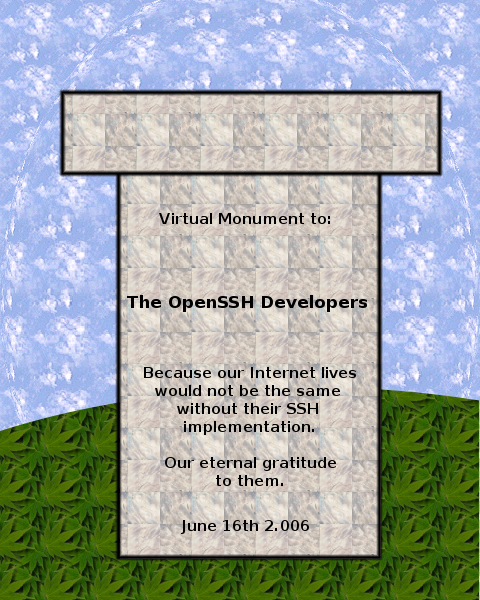 Virtual Monument to:
The OpenSSH Developers
Because our Internet lives
would not be the same
without their SSH
implementation.
Our eternal gratitude
to them.
June 16th 2.006